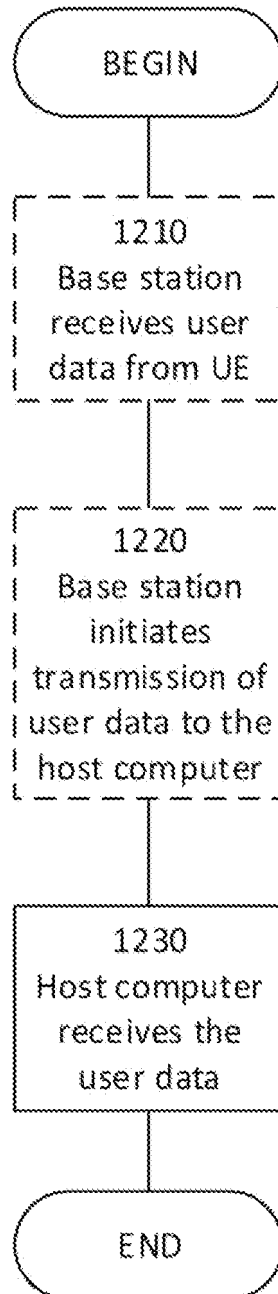 BEGIN
1210
Base station
receives user
data from UE
1220
Base station
initiates
transmission of
user data to the
host computer
1230
Host computer
receives the
user data
END